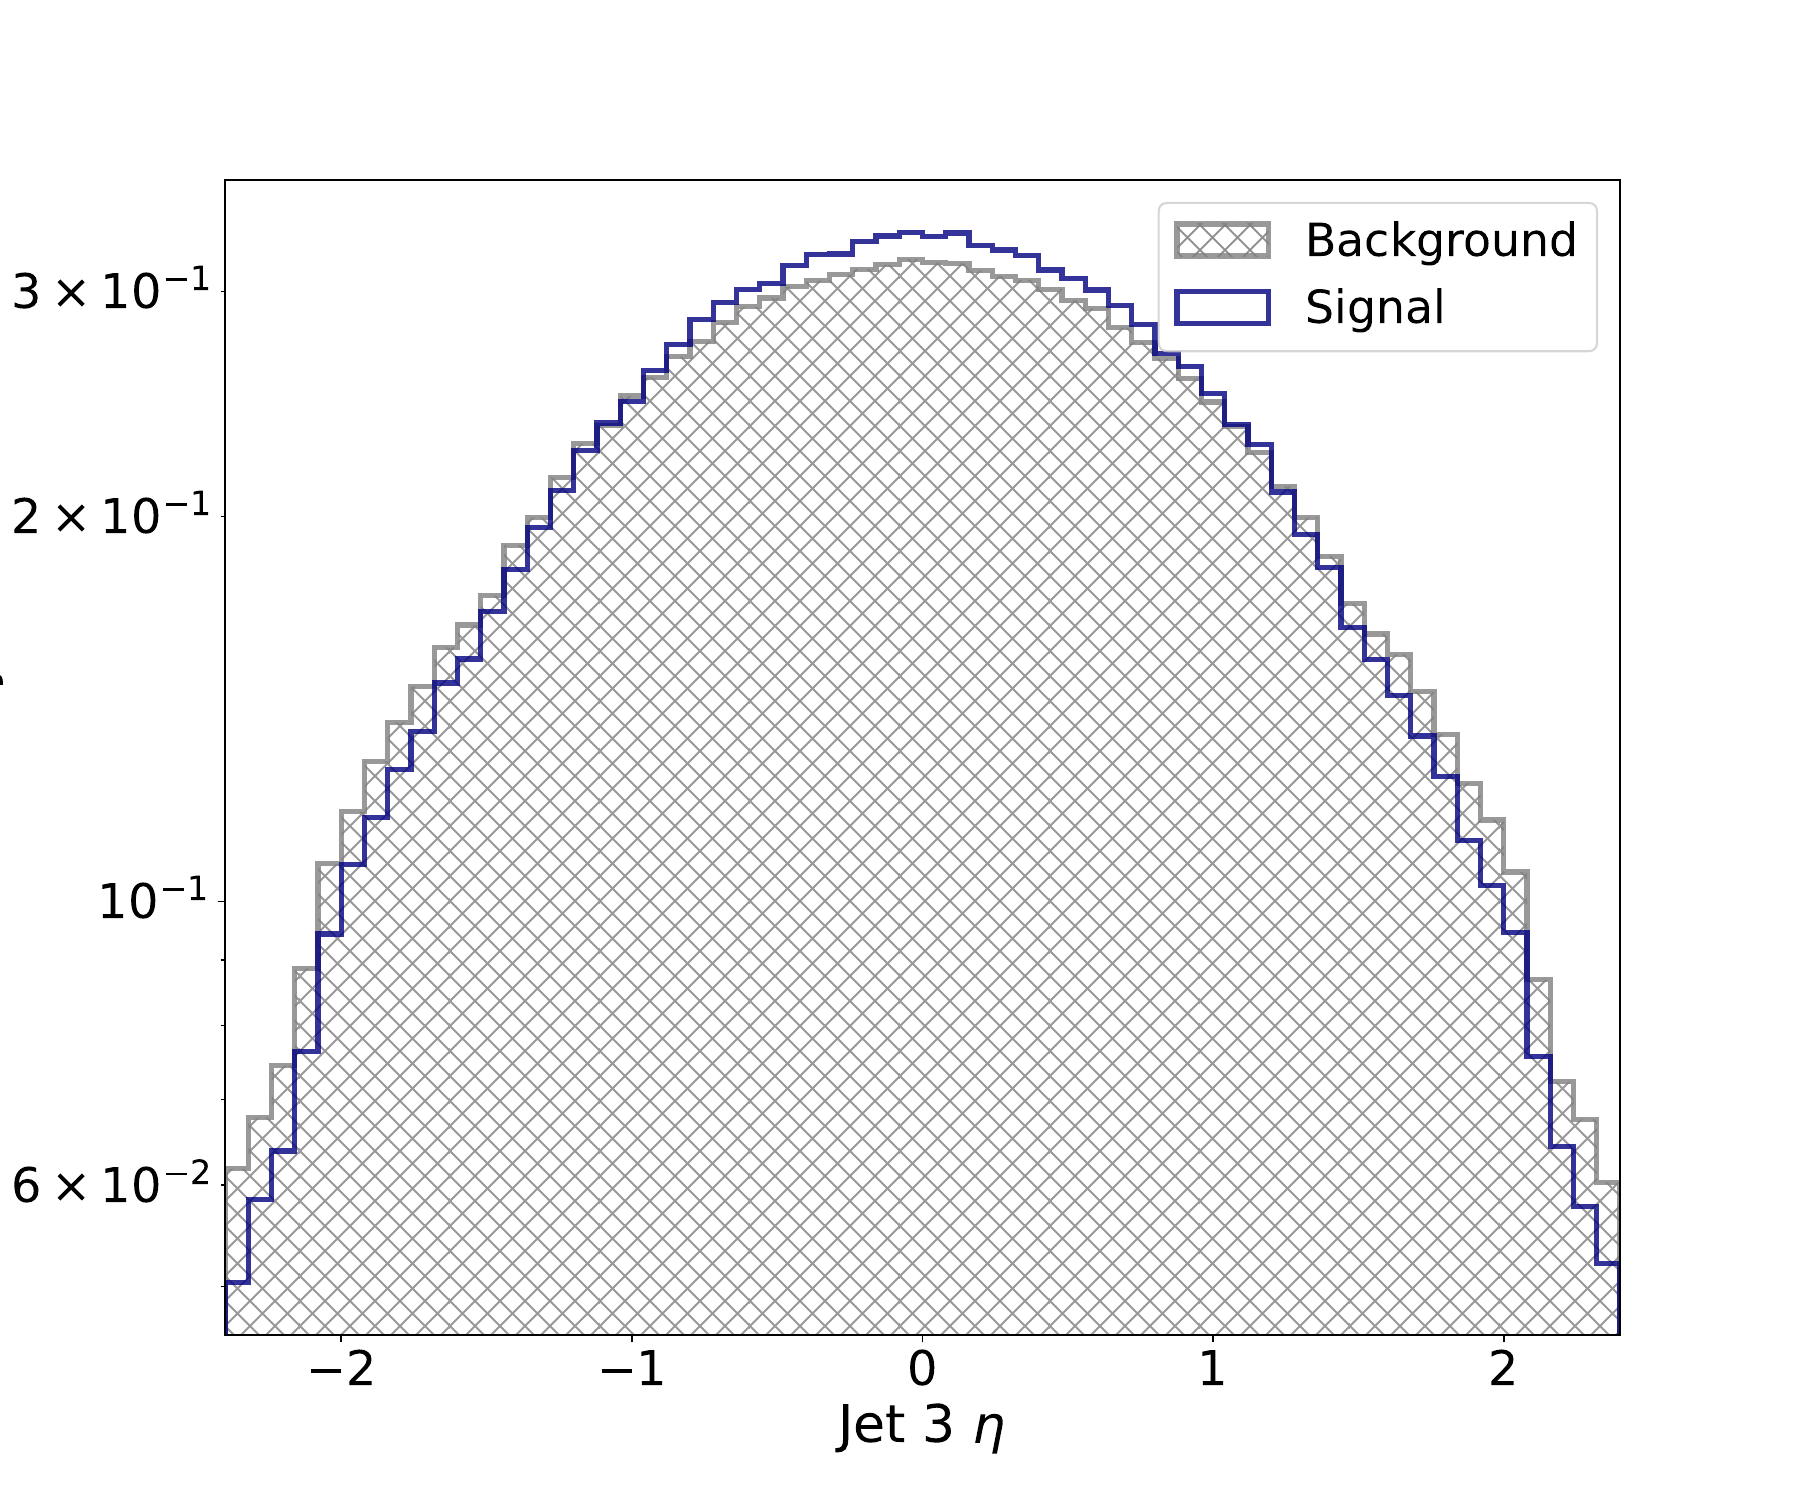 Background
Signal
3 × 10⁻¹
2 × 10⁻¹
10⁻¹
6 × 10⁻²
−2 −1 0 1 2
Jet 3 η